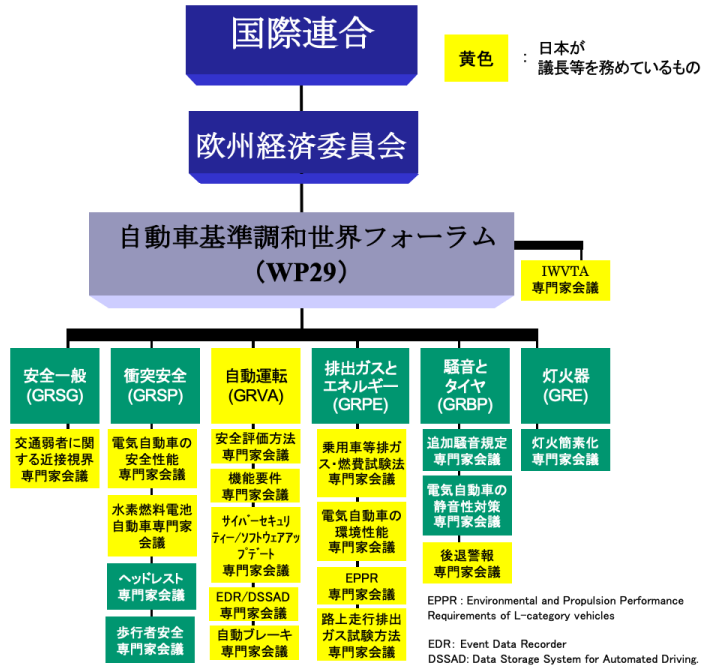 国際連合
黄色
：
日本が
議長等を務めているもの
欧州経済委員会
自動車基準調和世界フォーラム
（WP29）
IWVTA
専門家会議
安全一般
(GRSG)
交通弱者に関
する近接視界
専門家会議
衝突安全
(GRSP)
電気自動車の
安全性能
専門家会議
水素燃料電池
自動車専門家
会議
ヘッドレスト
専門家会議
歩行者安全
専門家会議
自動運転
(GRVA)
安全評価方法
専門家会議
機能要件
専門家会議
ｻｲﾊﾞｰｾｷｭﾘ
ﾃｨｰ/ｿﾌﾄｳｪｱｱｯ
ﾌﾟﾃﾞｰﾄ
専門家会議
EDR/DSSAD
専門家会議
自動ブレーキ
専門家会議
排出ガスと
エネルギー
(GRPE)
乗用車等排ガ
ス・燃費試験法
専門家会議
電気自動車の
環境性能
専門家会議
EPPR
専門家会議
路上走行排出
ガス試験方法
専門家会議
騒音と
タイヤ
(GRBP)
追加騒音規定
専門家会議
電気自動車の
静音性対策
専門家会議
後退警報
専門家会議
灯火器
(GRE)
灯火簡素化
専門家会議
EPPR : Environmental and Propulsion Performance
Requirements of L-category vehicles
EDR: Event Data Recorder
DSSAD: Data Storage System for Automated Driving.